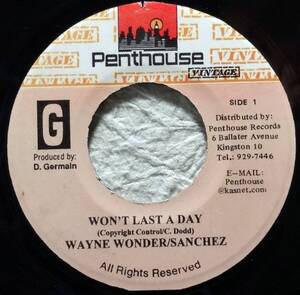 VINTAGE
Penthouse
VINTAGE
G
Produced by:
D. Germain
SIDE 1
Distributed by:
Penthouse Records
6 Ballater Avenue
Kingston 10
Tel.: 929-7446
E-MAIL:
Penthouse
@kasnet.com
WON'T LAST A DAY
(Copyright Control/C. Dodd)
WAYNE WONDER/SANCHEZ
All Rights Reserved